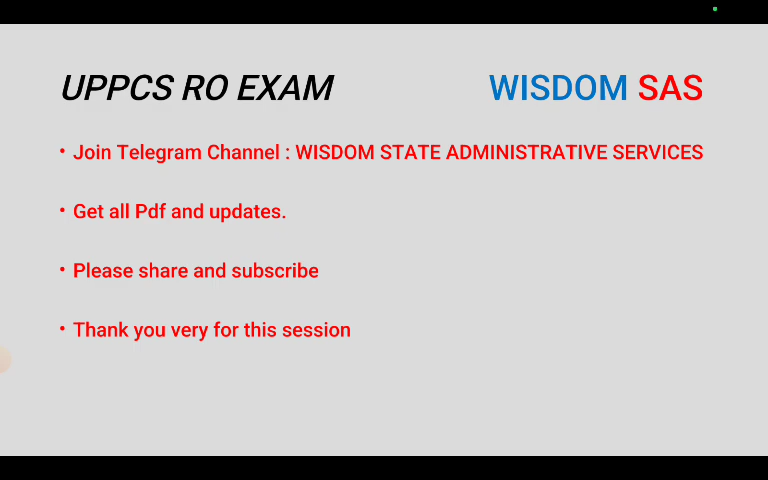 UPPCS RO EXAM WISDOM SAS
• Join Telegram Channel : WISDOM STATE ADMINISTRATIVE SERVICES
• Get all Pdf and updates.
• Please share and subscribe
• Thank you very for this session